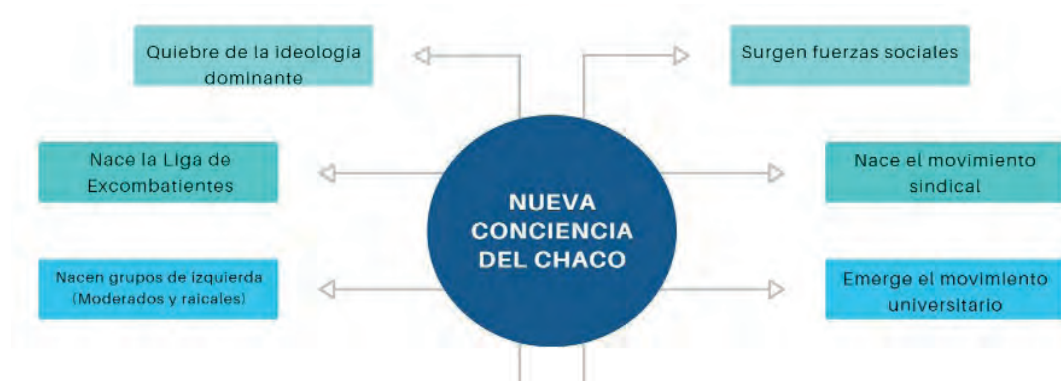 Quiebre de la ideología
dominante
Surgen fuerzas sociales
Nace la Liga de
Excombatientes
Nace el movimiento
sindical
NUEVA
CONCIENCIA
DEL CHACO
Nacen grupos de izquierda
(Moderados y raicales)
Emerge el movimiento
universitario